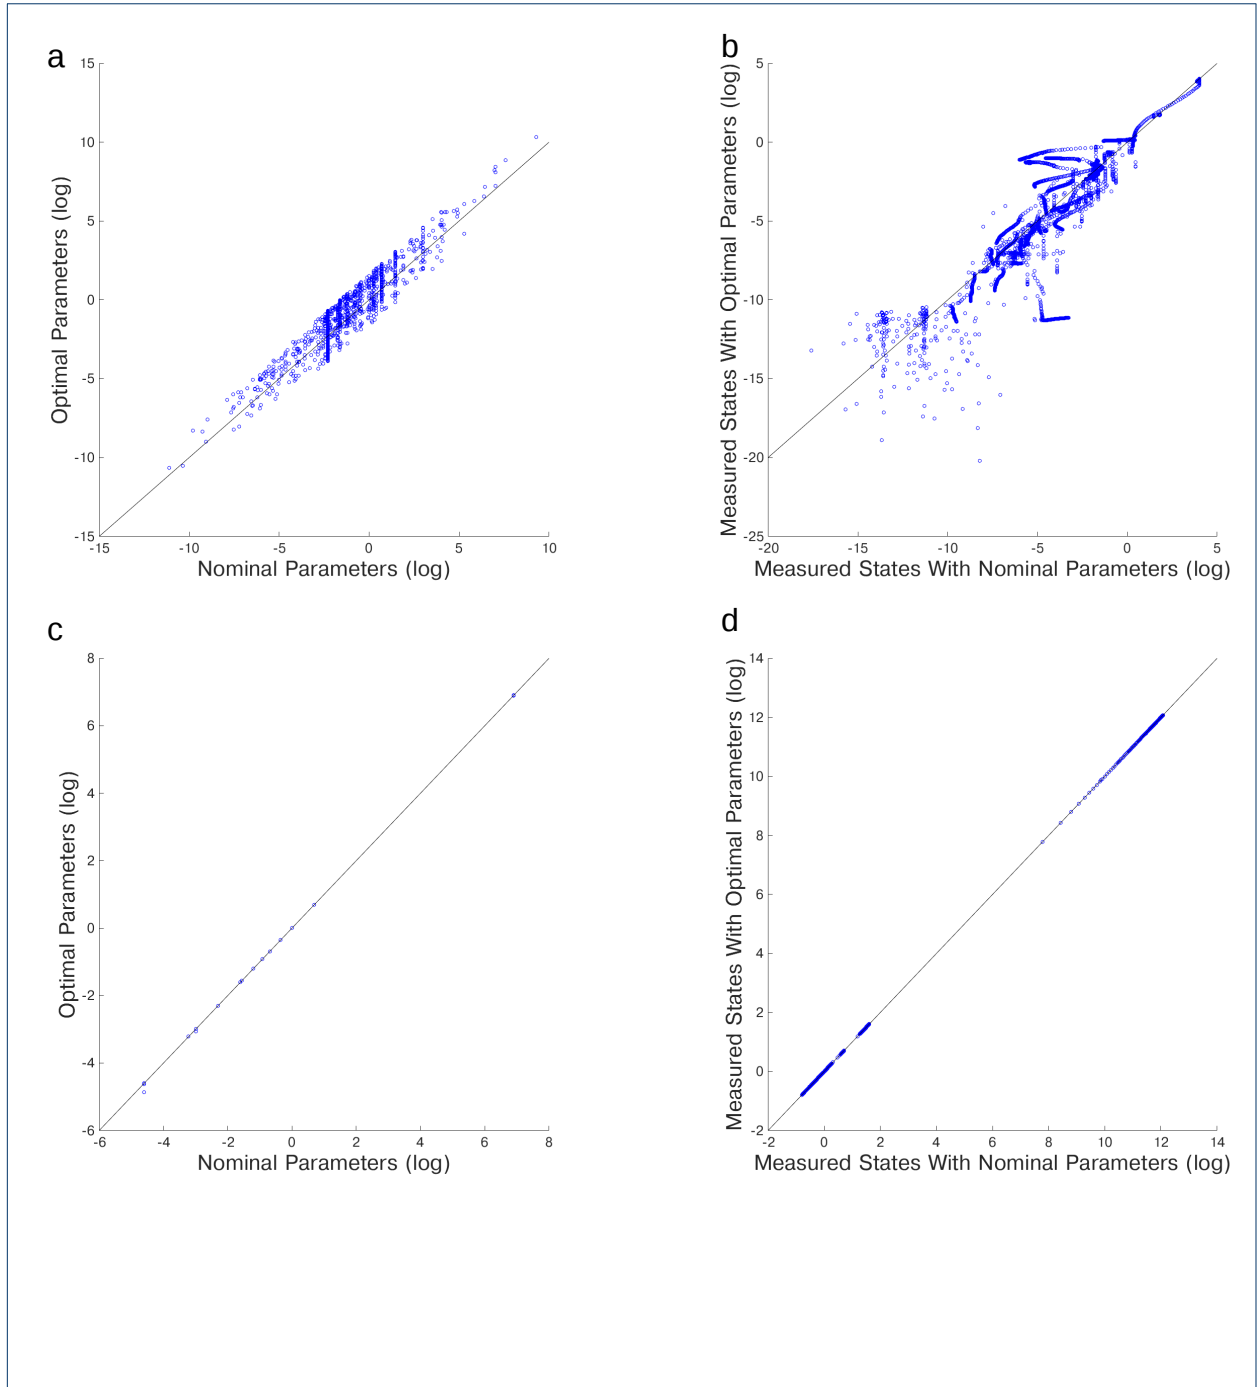 a
15
10
5
0
-5
-10
-15
Optimal Parameters (log)
-15 -10 -5 0 5 10
Nominal Parameters (log)
b
5
0
-5
-10
-15
-20
-25
Measured States With Optimal Parameters (log)
-20 -15 -10 -5 0 5
Measured States With Nominal Parameters (log)
c
8
6
4
2
0
-2
-4
-6
Optimal Parameters (log)
-6 -4 -2 0 2 4 6 8
Nominal Parameters (log)
d
14
12
10
8
6
4
2
0
-2
Measured States With Optimal Parameters (log)
-2 0 2 4 6 8 10 12 14
Measured States With Nominal Parameters (log)